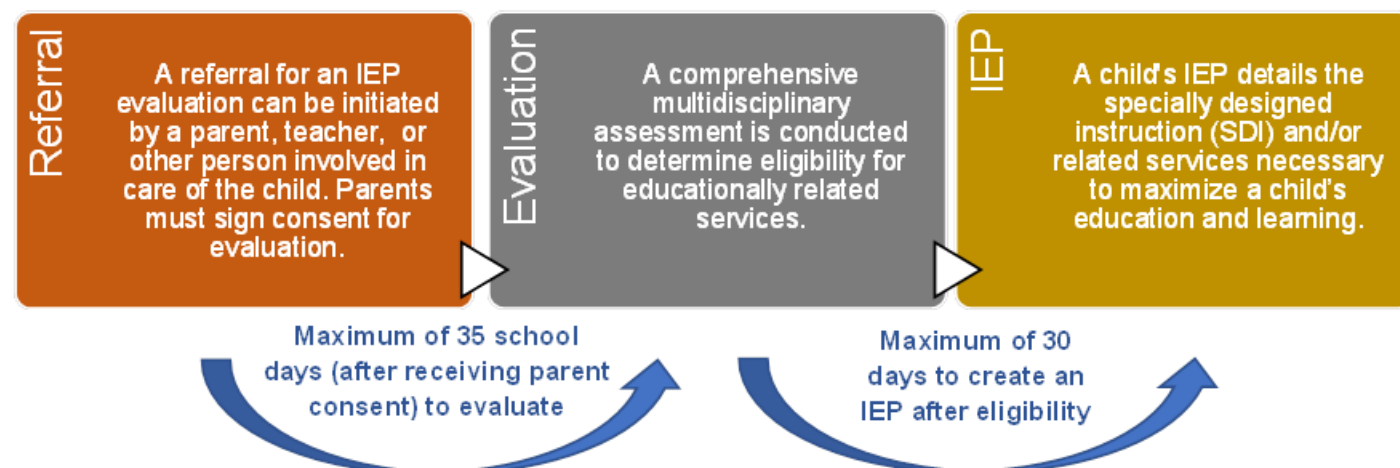 Referral
A referral for an IEP
evaluation can be initiated
by a parent, teacher, or
other person involved in
care of the child. Parents
must sign consent for
evaluation.
Evaluation
A comprehensive
multidisciplinary
assessment is conducted
to determine eligibility for
educationally related
services.
IEP
A child's IEP details the
specially designed
instruction (SDI) and/or
related services necessary
to maximize a child's
education and learning.
Maximum of 35 school
days (after receiving parent
consent) to evaluate
Maximum of 30
days to create an
IEP after eligibility